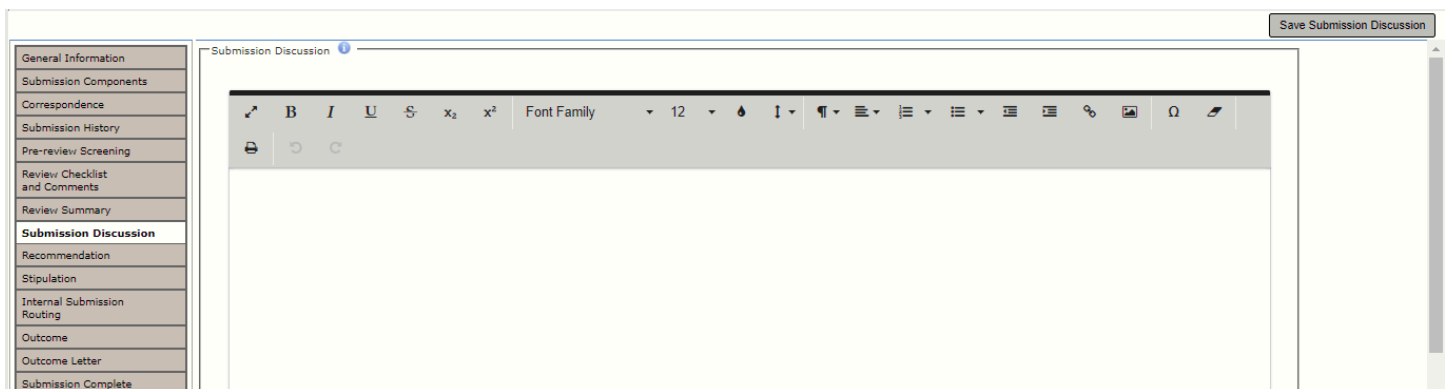 Save Submission Discussion
General Information
Submission Components
Correspondence
Submission History
Pre-review Screening
Review Checklist
and Comments
Review Summary
Submission Discussion
Recommendation
Stipulation
Internal Submission
Routing
Outcome
Outcome Letter
Submission Complete
Submission Discussion i
B I U S x₂ x² Font Family 12 ¶ Ω